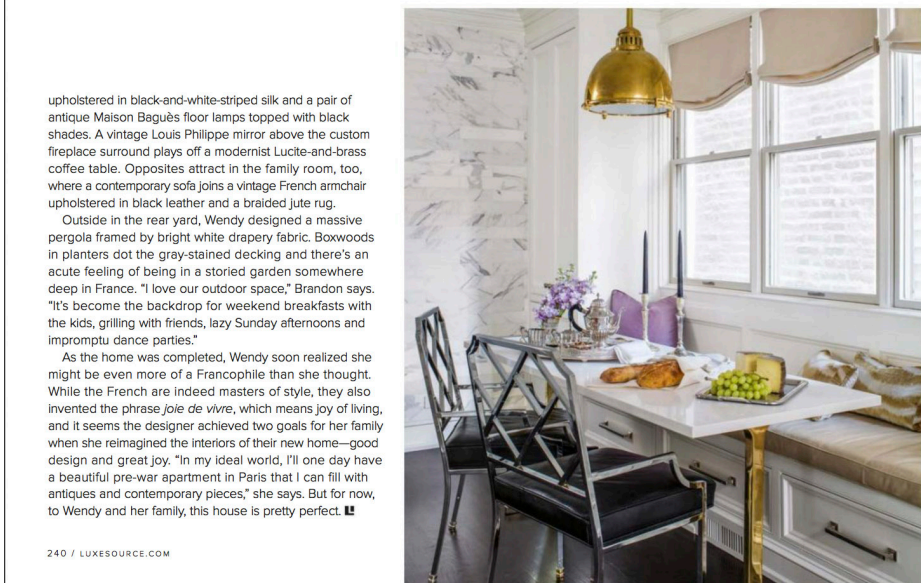 upholstered in black-and-white-striped silk and a pair of
antique Maison Baguès floor lamps topped with black
shades. A vintage Louis Philippe mirror above the custom
fireplace surround plays off a modernist Lucite-and-brass
coffee table. Opposites attract in the family room, too,
where a contemporary sofa joins a vintage French armchair
upholstered in black leather and a braided jute rug.
Outside in the rear yard, Wendy designed a massive
pergola framed by bright white drapery fabric. Boxwoods
in planters dot the gray-stained decking and there’s an
acute feeling of being in a storied garden somewhere
deep in France. “I love our outdoor space,” Brandon says.
“It’s become the backdrop for weekend breakfasts with
the kids, grilling with friends, lazy Sunday afternoons and
impromptu dance parties.”
As the home was completed, Wendy soon realized she
might be even more of a Francophile than she thought.
While the French are indeed masters of style, they also
invented the phrase joie de vivre, which means joy of living,
and it seems the designer achieved two goals for her family
when she reimagined the interiors of their new home—good
design and great joy. “In my ideal world, I’ll one day have
a beautiful pre-war apartment in Paris that I can fill with
antiques and contemporary pieces,” she says. But for now,
to Wendy and her family, this house is pretty perfect.
240 / LUXESOURCE.COM